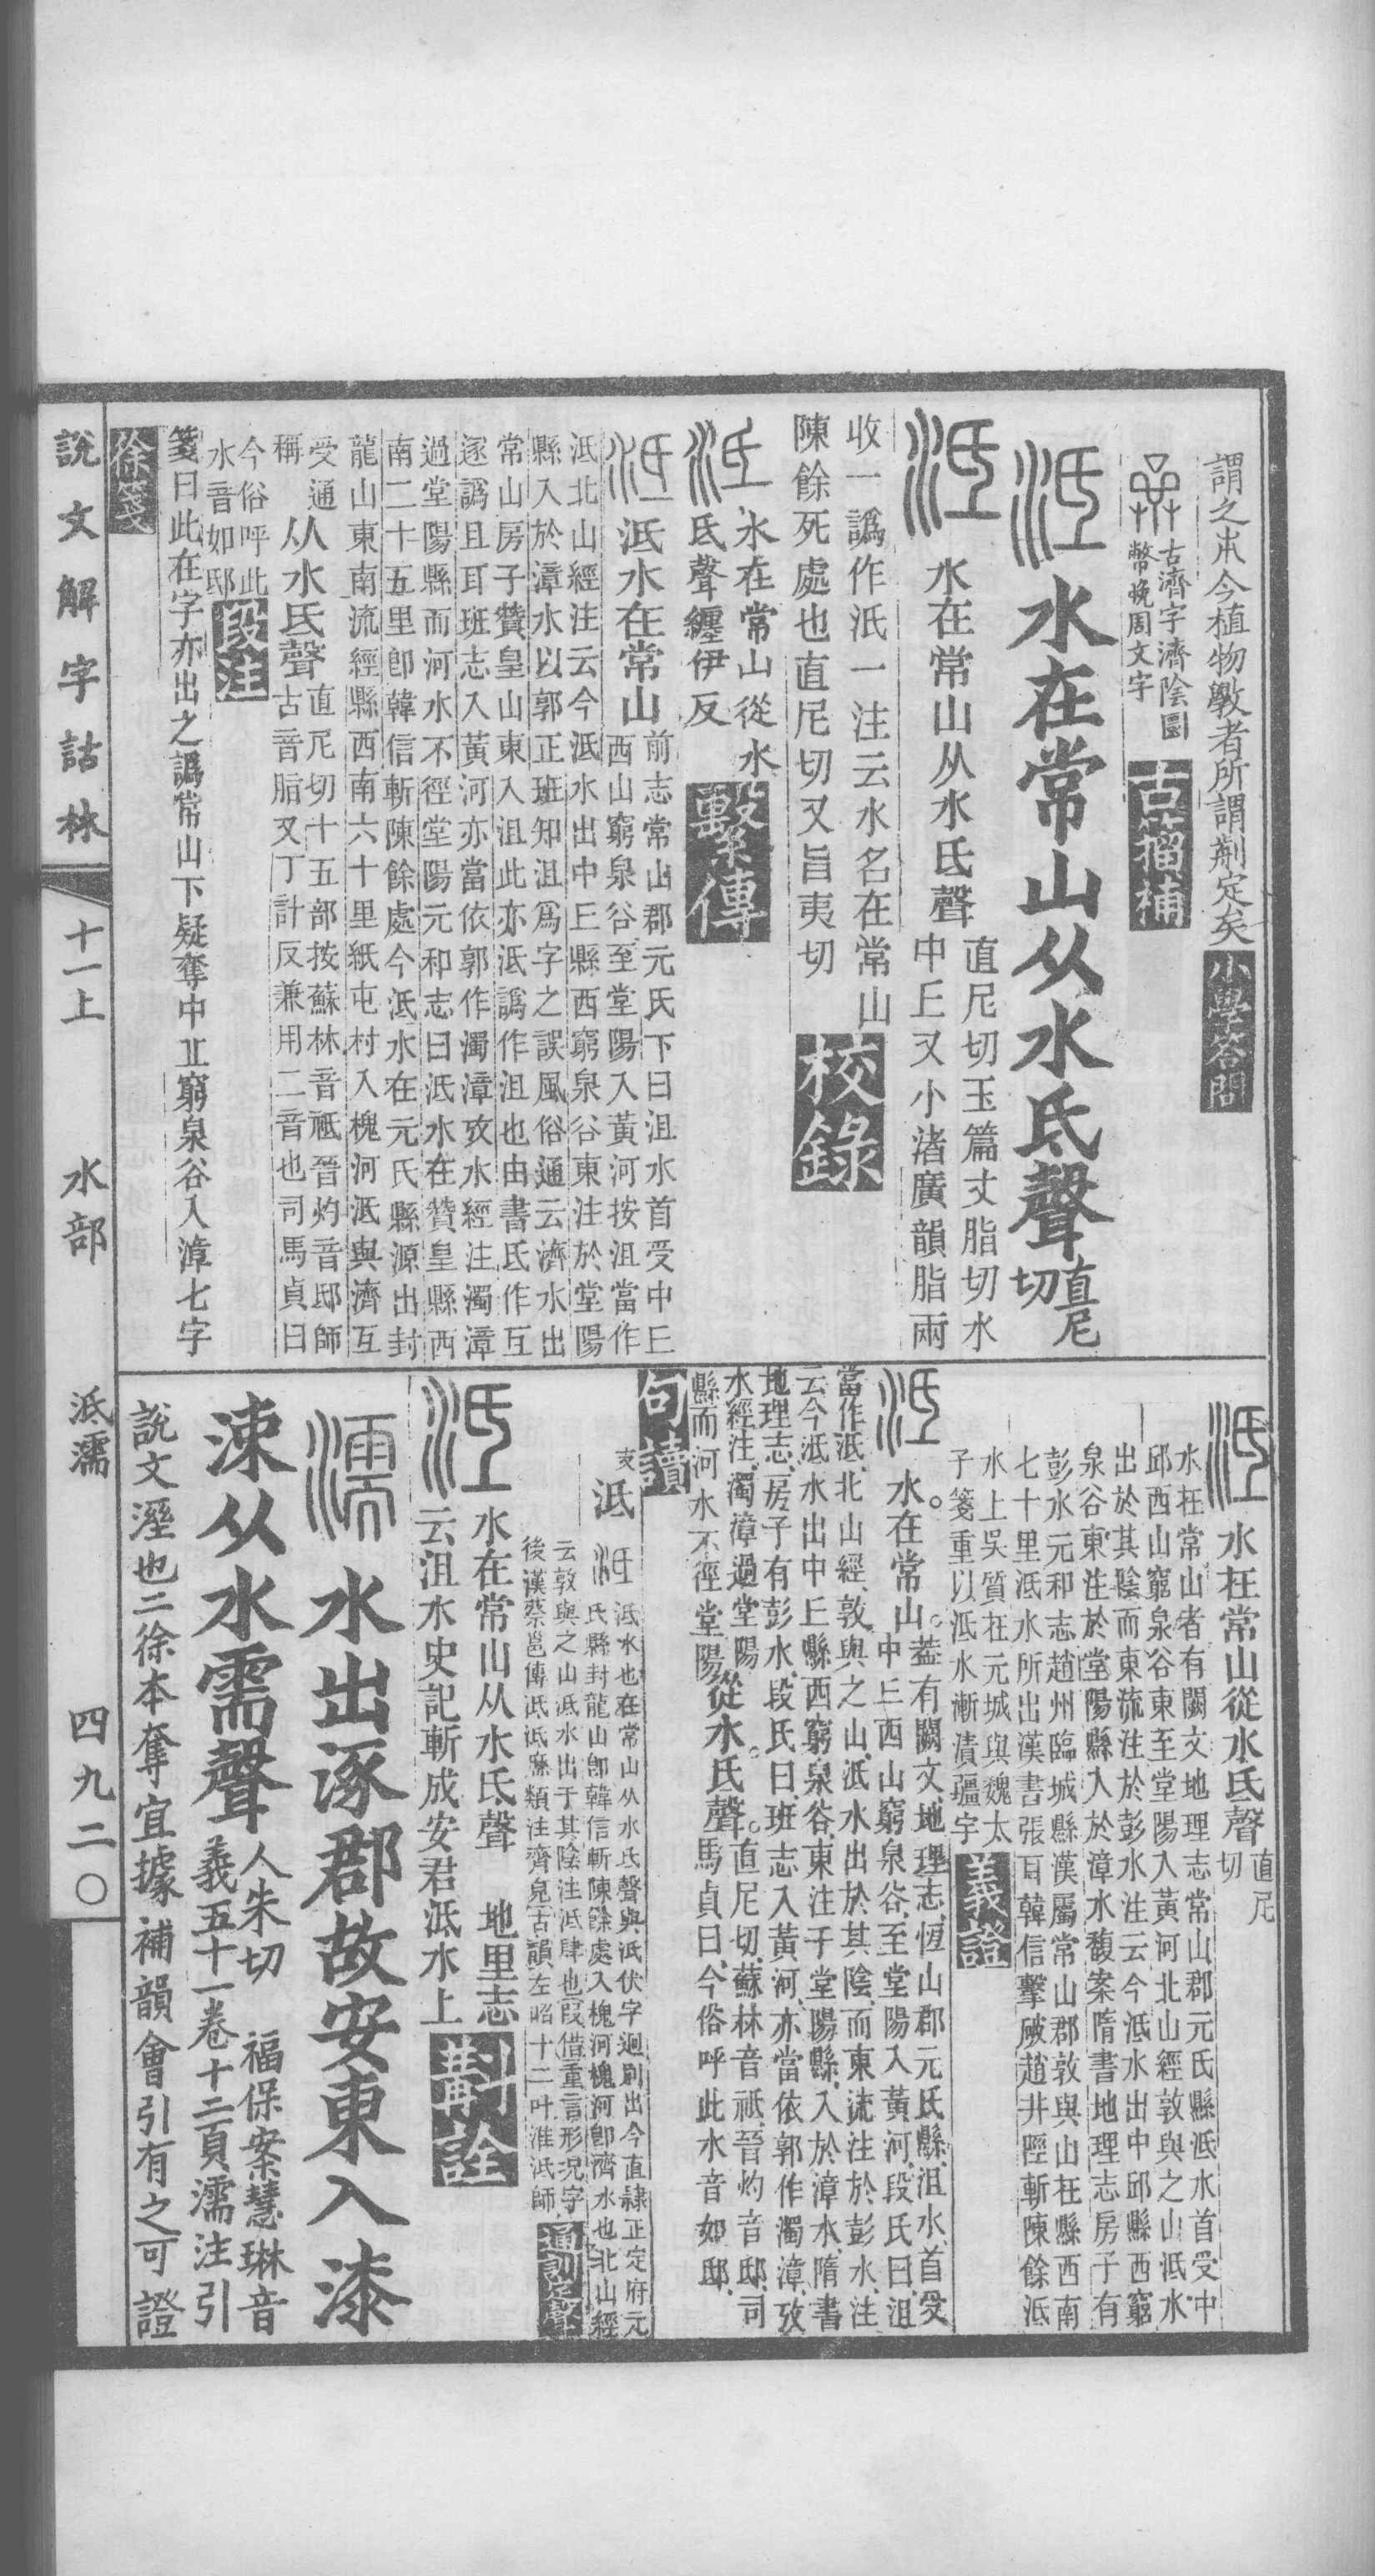 謂之朮今植物斆者所謂荊定矣小學答問
古濟字濟陰圜
幣晚周文字
古籀補
水在常山从水氐聲直尼切
水在常山从水氐聲
直尼切玉篇丈脂切水
中㘴又小渚廣韻脂兩
收一譌作汦一注云水名在常山
陳餘死處也直尼切又旨夷切校錄
水在常山從水
氐聲纏伊反繫傳
泜水在常山
前志常山郡元氏下曰沮水首受中㘴
西山窮泉谷至堂陽入黃河按沮當作
泜北山經注云今泜水出中㘴縣西窮泉谷東注於堂陽
縣入於漳水以郭正班知沮爲字之誤風俗通云濟水出
常山房子贊皇山東入沮此亦泜譌作沮也由書氐作互
逐譌且耳班志入黃河亦當依郭作濁漳攷水經注濁漳
過堂陽縣而河水不徑堂陽元和志曰泜水在贊皇縣西
南二十五里卽韓信斬陳餘處今泜水在元氏縣源出封
龍山東南流經縣西南六十里紙屯村入槐河泜與濟互
受通
稱
从水氐聲
直尼切十五部按蘇林音祗晉灼音邸師
古音脂又丁計反兼用二音也司馬貞曰
今俗呼此
水音如邸段注
箋曰此在字亦出之譌常山下疑奪中㘴窮泉谷入漳七字
徐箋
水在常山從水氐聲直尼切
水在常山者有闕文地理志常山郡元氏縣泜水首受中
邱西山窮泉谷東至堂陽入黃河北山經敦與之山泜水
出於其陰而東流注於彭水注云今泜水出中邱縣西窮
泉谷東注於堂陽縣入於漳水馥案隋書地理志房子有
彭水元和志趙州臨城縣漢屬常山郡敦與山在縣西南
七十里泜水所出漢書張耳韓信擊破趙井陘斬陳餘泜
水上吳質在元城與魏太
子箋重以泜水漸漬疆宇義證
水在常山
蓋有闕文地理志恆山郡元氏縣沮水首受
中㘴西山窮泉谷至堂陽入黃河段氏曰沮
當作泜北山經敦與之山泜水出於其陰而東流注於彭水注
云今泜水出中㘴縣西窮泉谷東注于堂陽縣入於漳水隋書
地理志房子有彭水段氏曰班志入黃河亦當依郭作濁漳攷
水經注濁漳過堂陽
縣而河水不徑堂陽
從水氐聲
直尼切蘇林音祗晉灼音邸司
馬貞曰今俗呼此水音如邸
句讀
泜
泜水也在常山从水氐聲與汦伏字迥別出今直隸正定府元
氏縣封龍山卽韓信斬陳餘處入槐河槐河卽濟水也北山經
云敦與之山泜水出于其陰注泜肆也叚借重言形況字
後漢蔡邕傳泜泜庶類注齊皃古韻左昭十二叶淮泜師通訓定聲
水在常山从水氐聲　地里志
云沮水史記斬成安君泜水上斠詮
水出涿郡故安東入漆
涑从水需聲人朱切　福保案慧琳音
義五十一卷十二頁濡注引
說文溼也二徐本奪宜據補韻會引有之可證
說文解字詁林
十一上　水部
泜濡
四九二〇